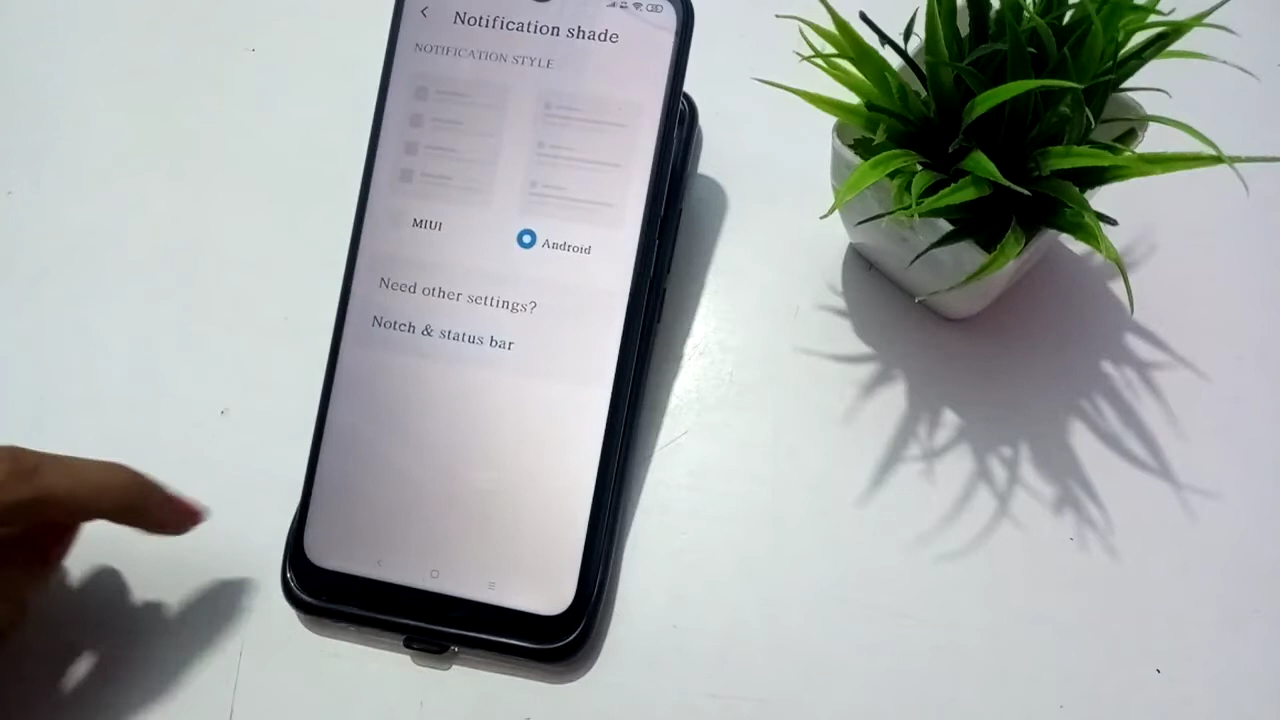 Notification shade
NOTIFICATION STYLE
MIUI
Android
Need other settings?
Notch & status bar